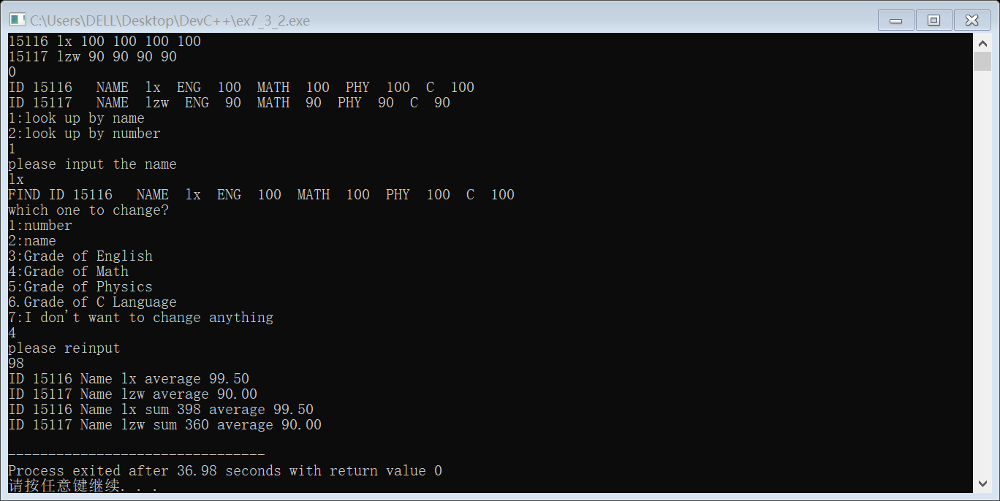 C:\Users\DELL\Desktop\DevC++\ex7_3_2.exe
15116 lx 100 100 100 100
15117 lzw 90 90 90 90
0
ID 15116   NAME  lx  ENG  100  MATH  100  PHY  100  C  100
ID 15117   NAME  lzw  ENG  90  MATH  90  PHY  90  C  90
1:look up by name
2:look up by number
1
please input the name
lx
FIND ID 15116   NAME  lx  ENG  100  MATH  100  PHY  100  C  100
which one to change?
1:number
2:name
3:Grade of English
4:Grade of Math
5:Grade of Physics
6.Grade of C Language
7:I don't want to change anything
4
please reinput
98
ID 15116 Name lx average 99.50
ID 15117 Name lzw average 90.00
ID 15116 Name lx sum 398 average 99.50
ID 15117 Name lzw sum 360 average 90.00
--------------------------------
Process exited after 36.98 seconds with return value 0
请按任意键继续. . .